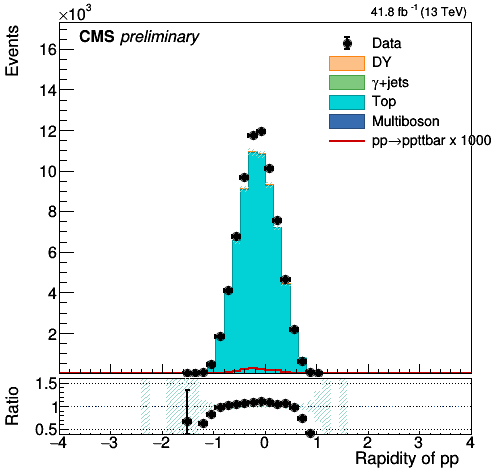 ×10³
41.8 fb⁻¹ (13 TeV)
CMS preliminary
Events
Data
DY
γ+jets
Top
Multiboson
pp→ppttbar x 1000
16
14
12
10
8
6
4
2
Ratio
1.5
1
0.5
−4 −3 −2 −1 0 1 2 3 4
Rapidity of pp